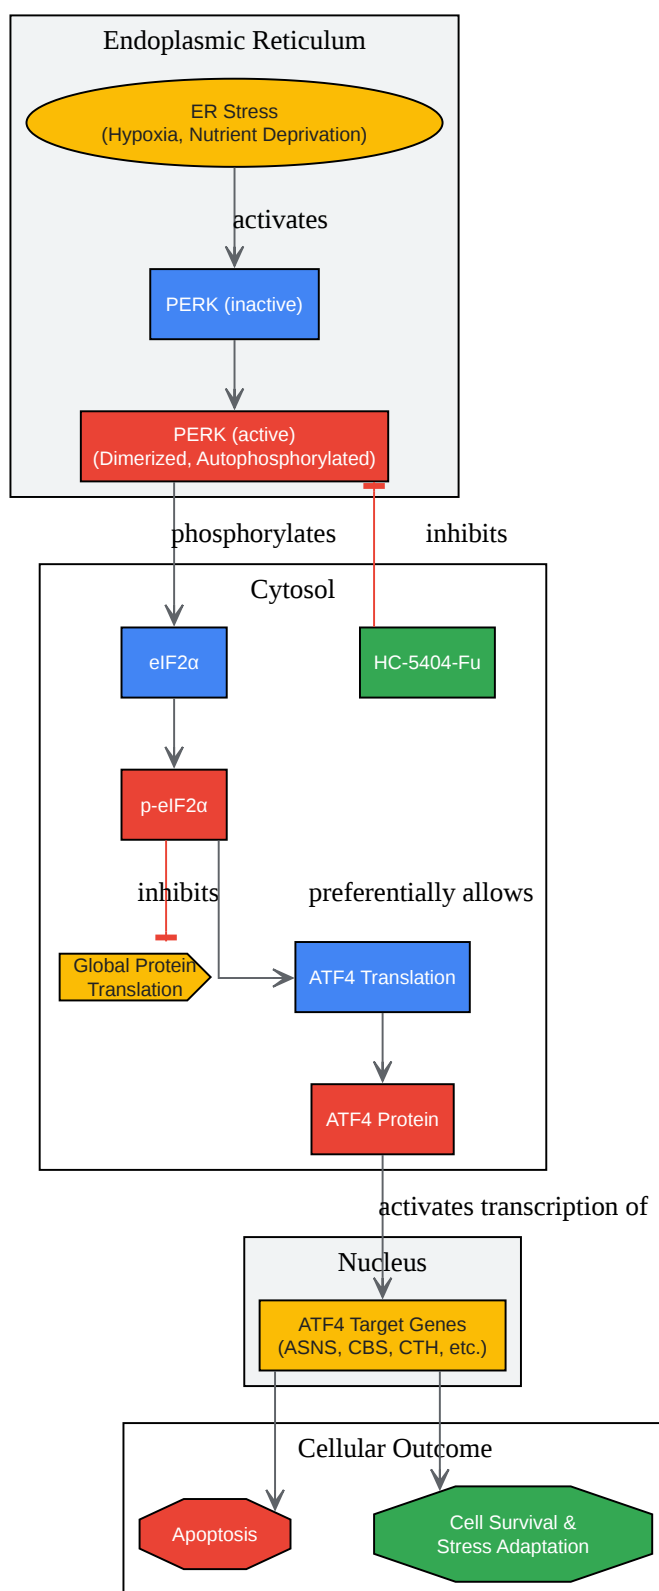 Endoplasmic Reticulum
ER Stress
(Hypoxia, Nutrient Deprivation)
activates
PERK (inactive)
PERK (active)
(Dimerized, Autophosphorylated)
phosphorylates
inhibits
Cytosol
eIF2α
HC-5404-Fu
p-eIF2α
inhibits
preferentially allows
Global Protein
Translation
ATF4 Translation
ATF4 Protein
activates transcription of
Nucleus
ATF4 Target Genes
(ASNS, CBS, CTH, etc.)
Cellular Outcome
Apoptosis
Cell Survival &
Stress Adaptation